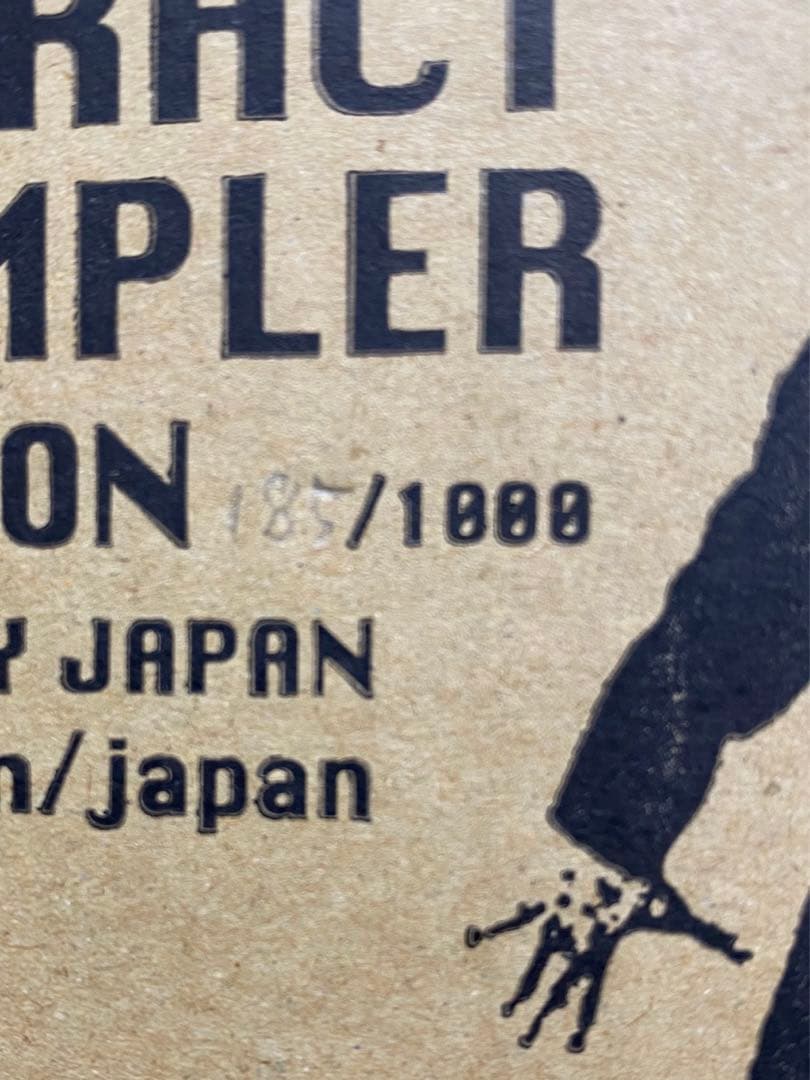 RACT
MPLER
ON 185/1000
Y JAPAN
n/japan